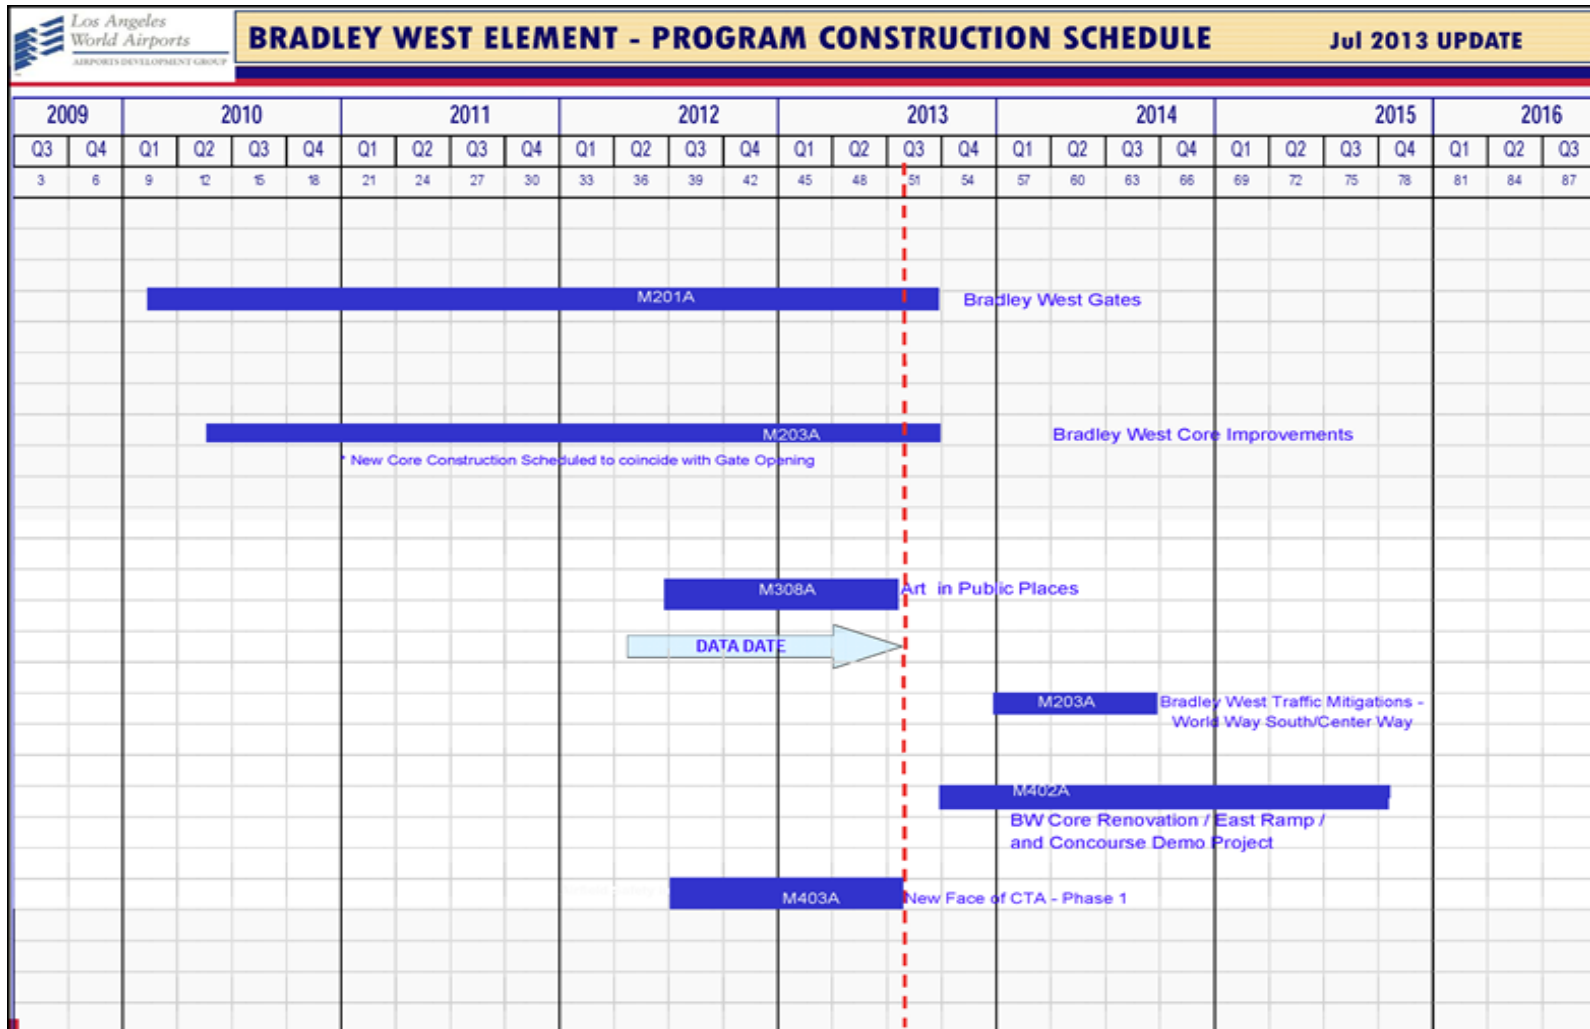 Los Angeles
World Airports
AIRPORTS DEVELOPMENT GROUP
BRADLEY WEST ELEMENT - PROGRAM CONSTRUCTION SCHEDULE Jul 2013 UPDATE
2009 2010 2011 2012 2013 2014 2015 2016
Q3 Q4 Q1 Q2 Q3 Q4 Q1 Q2 Q3 Q4 Q1 Q2 Q3 Q4 Q1 Q2 Q3 Q4 Q1 Q2 Q3 Q4 Q1 Q2 Q3 Q4 Q1 Q2 Q3
3 6 9 12 15 18 21 24 27 30 33 36 39 42 45 48 51 54 57 60 63 66 69 72 75 78 81 84 87
M201A Bradley West Gates
M203A Bradley West Core Improvements
* New Core Construction Scheduled to coincide with Gate Opening
M308A Art in Public Places
DATA DATE
M203A Bradley West Traffic Mitigations -
World Way South/Center Way
M402A
BW Core Renovation / East Ramp /
and Concourse Demo Project
M403A New Face of CTA - Phase 1